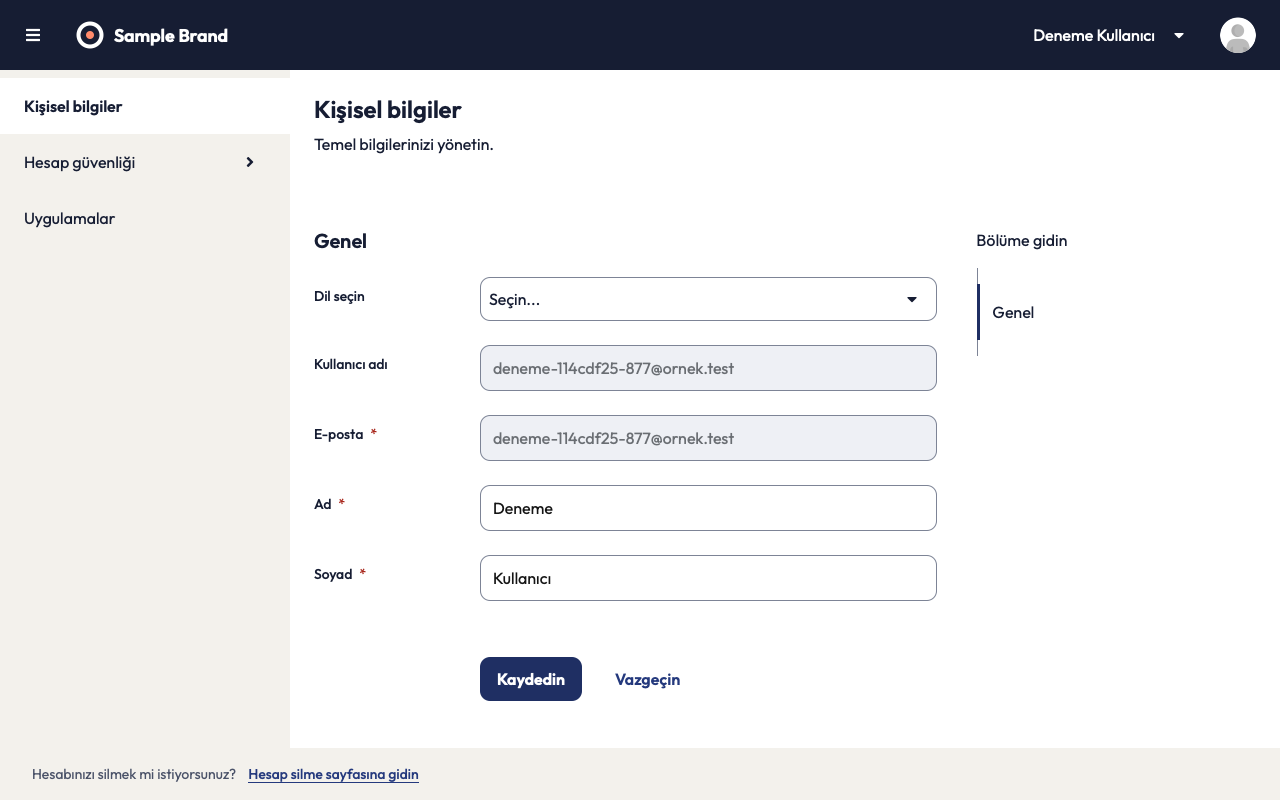 Sample Brand
Deneme Kullanıcı
Kişisel bilgiler
Hesap güvenliği
Uygulamalar
Kişisel bilgiler
Temel bilgilerinizi yönetin.
Genel
Dil seçin
Seçin...
Kullanıcı adı
deneme-114cdf25-877@ornek.test
E-posta *
deneme-114cdf25-877@ornek.test
Ad *
Deneme
Soyad *
Kullanıcı
Kaydedin
Vazgeçin
Bölüme gidin
Genel
Hesabınızı silmek mi istiyorsunuz? Hesap silme sayfasına gidin